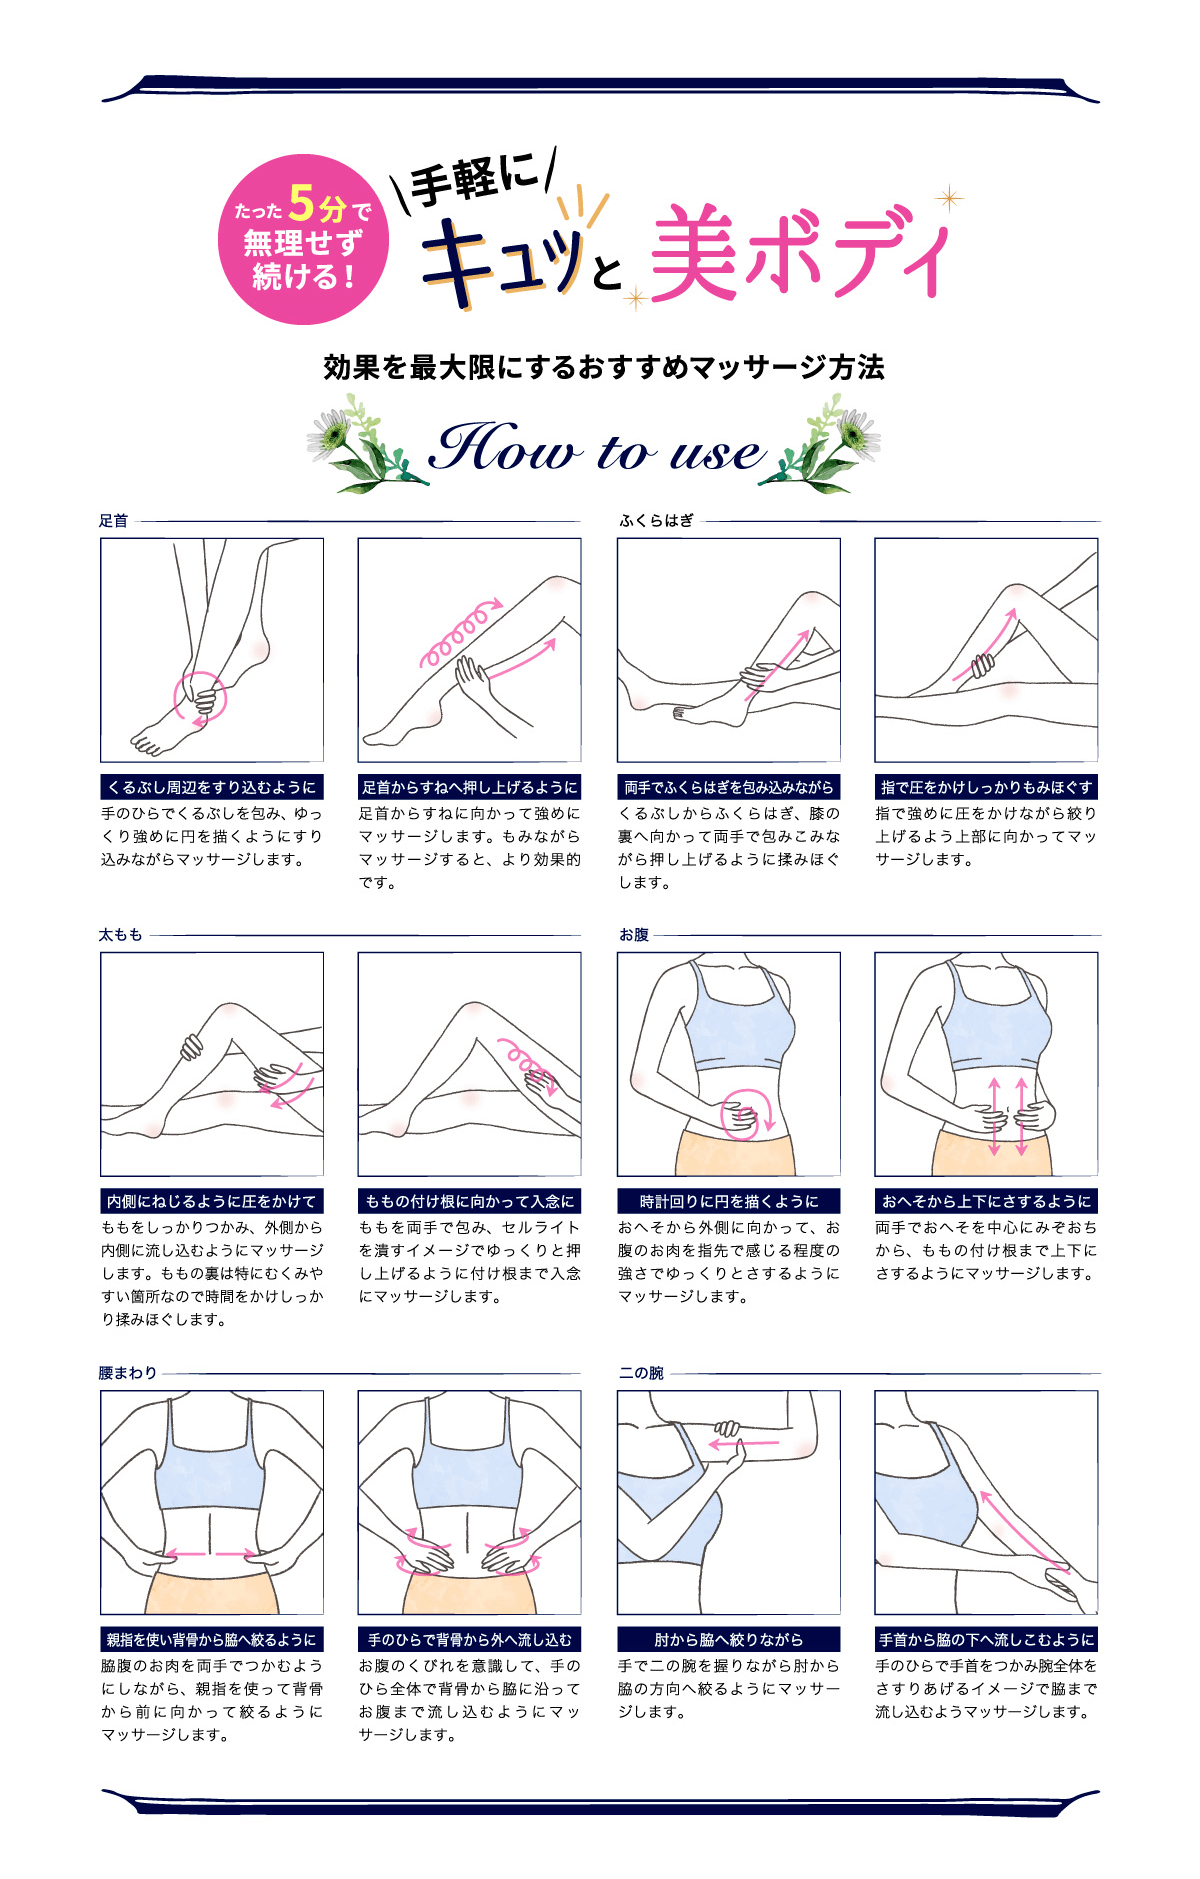 たった5分で
無理せず
続ける！
手軽に
キュッと美ボディ
効果を最大限にするおすすめマッサージ方法
How to use
足首
くるぶし周辺をすり込むように
手のひらでくるぶしを包み、ゆっ
くり強めに円を描くようにすり
込みながらマッサージします。
足首からすねへ押し上げるように
足首からすねに向かって強めに
マッサージします。もみながら
マッサージすると、より効果的
です。
ふくらはぎ
両手でふくらはぎを包み込みながら
くるぶしからふくらはぎ、膝の
裏へ向かって両手で包みこみな
がら押し上げるように揉みほぐ
します。
指で圧をかけしっかりもみほぐす
指で強めに圧をかけながら絞り
上げるよう上部に向かってマッ
サージします。
太もも
内側にねじるように圧をかけて
ももをしっかりつかみ、外側から
内側に流し込むようにマッサージ
します。ももの裏は特にむくみや
すい箇所なので時間をかけしっか
り揉みほぐします。
ももの付け根に向かって入念に
ももを両手で包み、セルライト
を潰すイメージでゆっくりと押
し上げるように付け根まで入念
にマッサージします。
お腹
時計回りに円を描くように
おへそから外側に向かって、お
腹のお肉を指先で感じる程度の
強さでゆっくりとさするように
マッサージします。
おへそから上下にさするように
両手でおへそを中心にみぞおち
から、ももの付け根まで上下に
さするようにマッサージします。
腰まわり
親指を使い背骨から脇へ絞るように
脇腹のお肉を両手でつかむよう
にしながら、親指を使って背骨
から前に向かって絞るように
マッサージします。
手のひらで背骨から外へ流し込む
お腹のくびれを意識して、手の
ひら全体で背骨から脇に沿って
お腹まで流し込むようにマッ
サージします。
二の腕
肘から脇へ絞りながら
手で二の腕を握りながら肘から
脇の方向へ絞るようにマッサー
ジします。
手首から脇の下へ流しこむように
手のひらで手首をつかみ腕全体を
さすりあげるイメージで脇まで
流し込むようマッサージします。